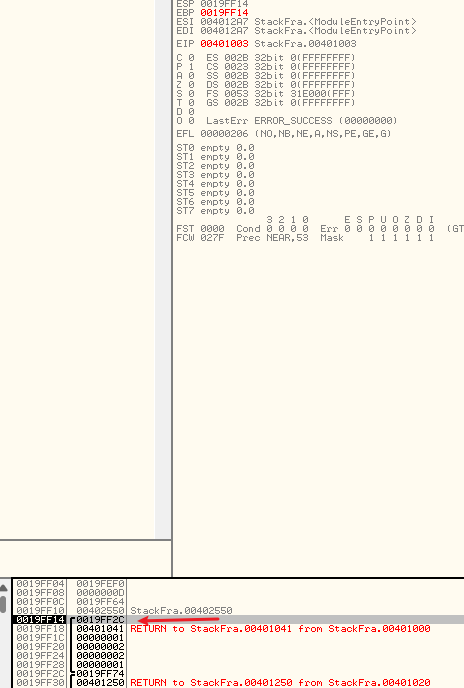 ESP 0019FF14
EBP 0019FF14
ESI 004012A7 StackFra.<ModuleEntryPoint>
EDI 004012A7 StackFra.<ModuleEntryPoint>
EIP 00401003 StackFra.00401003
C 0 ES 002B 32bit 0(FFFFFFFF)
P 1 CS 0023 32bit 0(FFFFFFFF)
A 0 SS 002B 32bit 0(FFFFFFFF)
Z 0 DS 002B 32bit 0(FFFFFFFF)
S 0 FS 0053 32bit 31E000(FFF)
T 0 GS 002B 32bit 0(FFFFFFFF)
D 0
O 0 LastErr ERROR_SUCCESS (00000000)
EFL 00000206 (NO,NB,NE,A,NS,PE,GE,G)
ST0 empty 0.0
ST1 empty 0.0
ST2 empty 0.0
ST3 empty 0.0
ST4 empty 0.0
ST5 empty 0.0
ST6 empty 0.0
ST7 empty 0.0
3 2 1 0 E S P U O Z D I
FST 0000 Cond 0 0 0 0 Err 0 0 0 0 0 0 0 0 (GT
FCW 027F Prec NEAR,53 Mask 1 1 1 1 1 1
0019FF04 0019FEF0
0019FF08 0000000D
0019FF0C 0019FF64
0019FF10 00402550 StackFra.00402550
0019FF14 0019FF2C
0019FF18 00401041 RETURN to StackFra.00401041 from StackFra.00401000
0019FF1C 00000001
0019FF20 00000002
0019FF24 00000002
0019FF28 00000001
0019FF2C 0019FF74
0019FF30 00401250 RETURN to StackFra.00401250 from StackFra.00401020